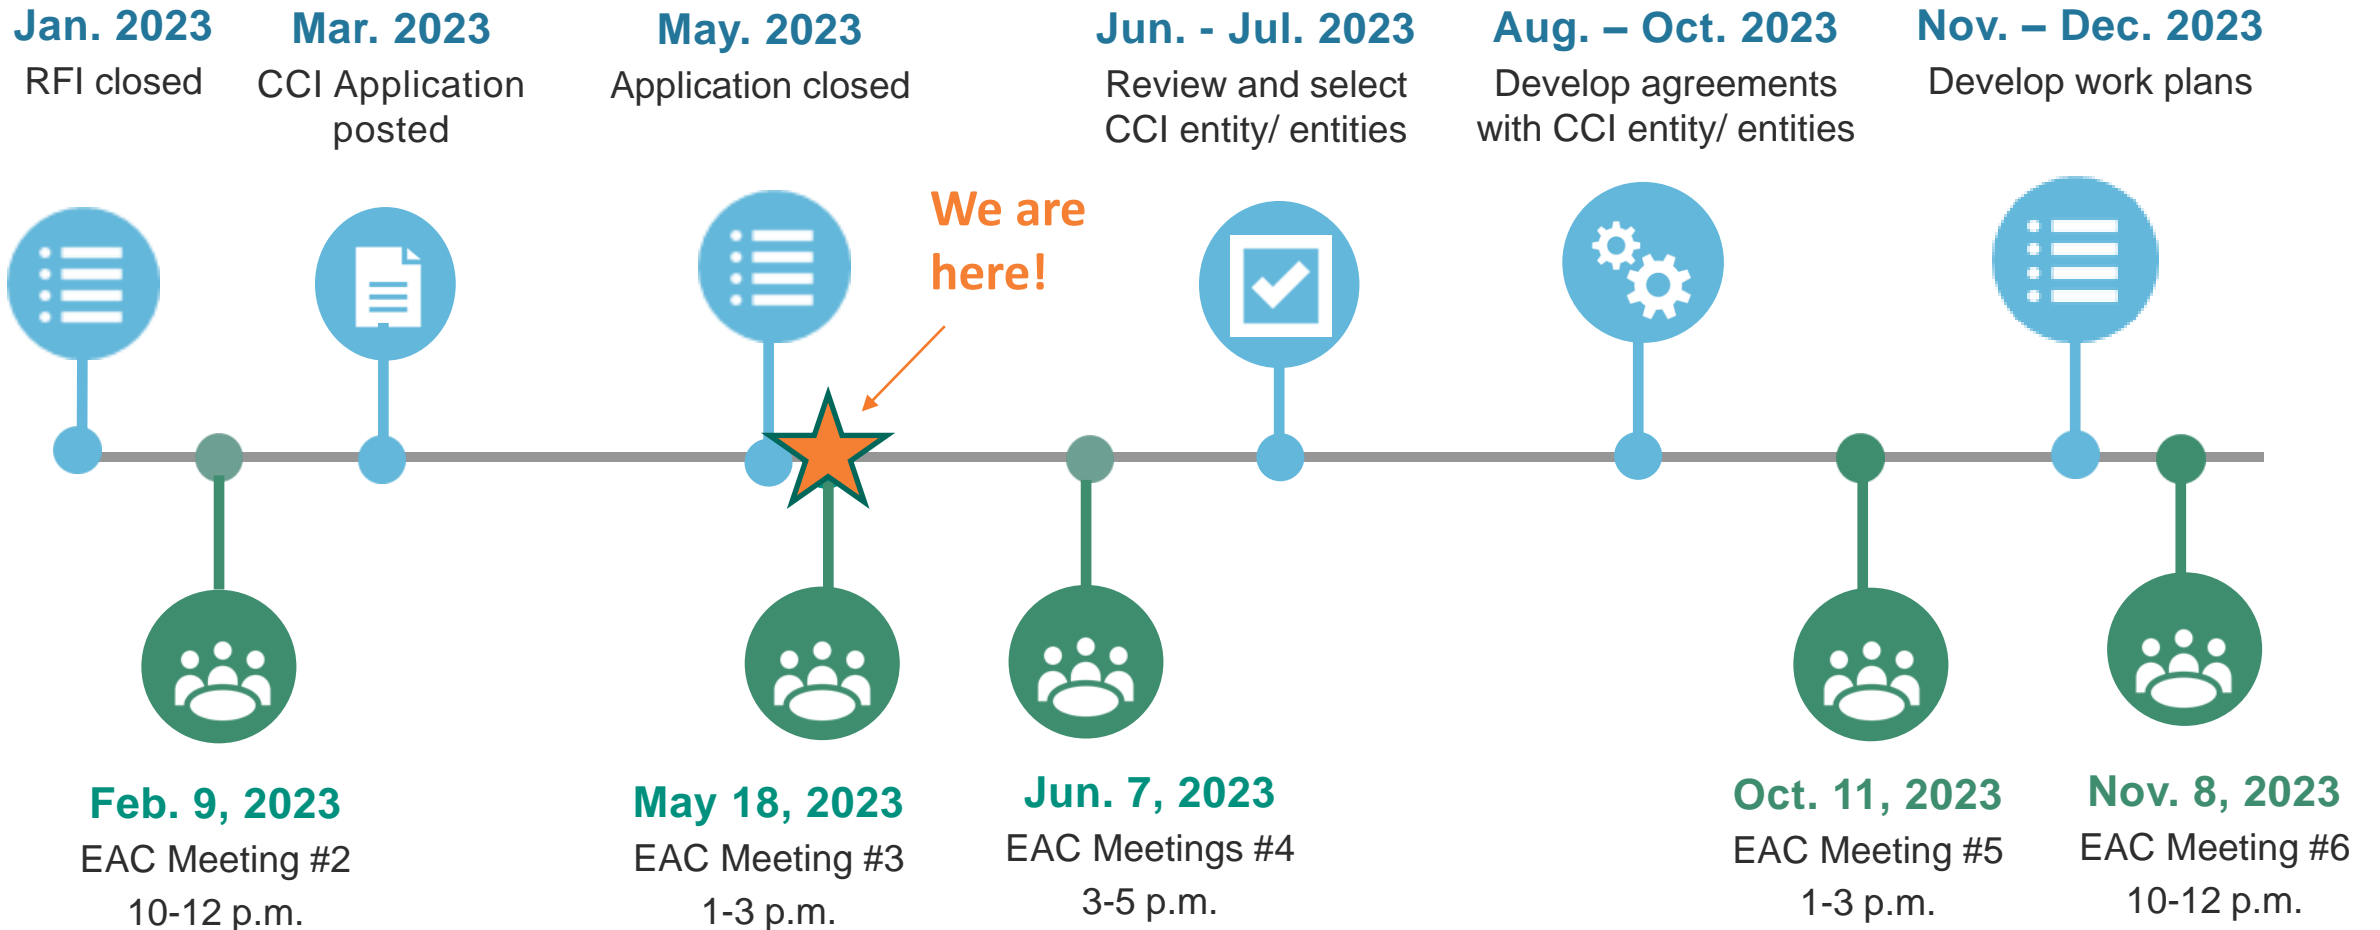 Jan. 2023
RFI closed
Mar. 2023
CCI Application
posted
May. 2023
Application closed
Jun. - Jul. 2023
Review and select
CCI entity/ entities
Aug. – Oct. 2023
Develop agreements
with CCI entity/ entities
Nov. – Dec. 2023
Develop work plans
We are
here!
Feb. 9, 2023
EAC Meeting #2
10-12 p.m.
May 18, 2023
EAC Meeting #3
1-3 p.m.
Jun. 7, 2023
EAC Meetings #4
3-5 p.m.
Oct. 11, 2023
EAC Meeting #5
1-3 p.m.
Nov. 8, 2023
EAC Meeting #6
10-12 p.m.